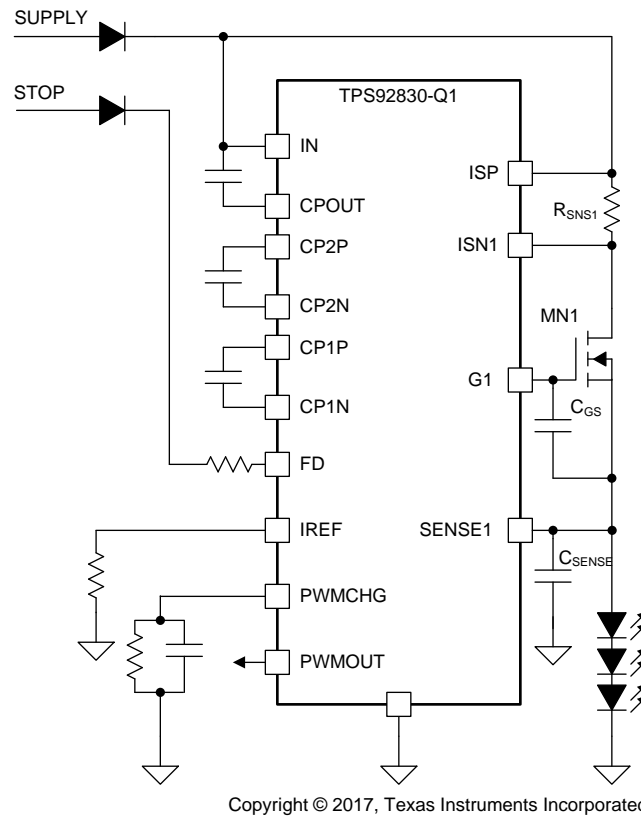 SUPPLY
STOP
TPS92830-Q1
IN
CPOUT
CP2P
CP2N
CP1P
CP1N
FD
IREF
PWMCHG
PWMOUT
ISP
RSNS1
ISN1
MN1
G1
CGS
SENSE1
CSENSE
Copyright © 2017, Texas Instruments Incorporated